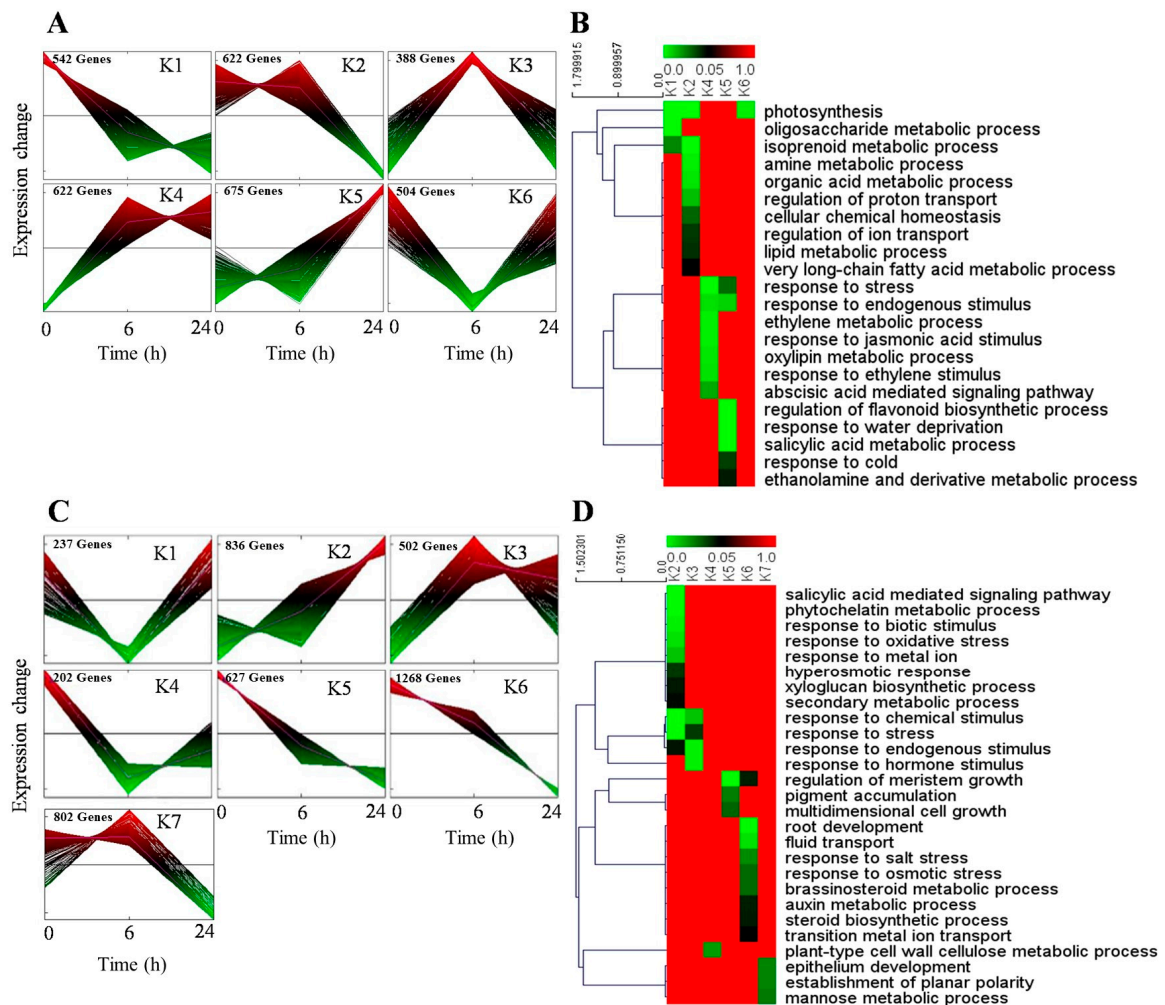 A
542 Genes
K1
622 Genes
K2
388 Genes
K3
622 Genes
K4
675 Genes
K5
504 Genes
K6
Expression change
0
6
24
0
6
24
0
6
24
Time (h)
Time (h)
Time (h)
B
1.799915
0.899957
0.0
0.0
0.05
1.0
K1
K2
K4
K5
K6
photosynthesis
oligosaccharide metabolic process
isoprenoid metabolic process
amine metabolic process
organic acid metabolic process
regulation of proton transport
cellular chemical homeostasis
regulation of ion transport
lipid metabolic process
very long-chain fatty acid metabolic process
response to stress
response to endogenous stimulus
ethylene metabolic process
response to jasmonic acid stimulus
oxylipin metabolic process
response to ethylene stimulus
abscisic acid mediated signaling pathway
regulation of flavonoid biosynthetic process
response to water deprivation
salicylic acid metabolic process
response to cold
ethanolamine and derivative metabolic process
C
237 Genes
K1
836 Genes
K2
502 Genes
K3
202 Genes
K4
627 Genes
K5
1268 Genes
K6
802 Genes
K7
Expression change
0
6
24
0
6
24
0
6
24
Time (h)
Time (h)
Time (h)
D
1.502301
0.751150
0.0
0.0
0.05
1.0
K2
K3
K4
K5
K6
K7
salicylic acid mediated signaling pathway
phytochelatin metabolic process
response to biotic stimulus
response to oxidative stress
response to metal ion
hyperosmotic response
xyloglucan biosynthetic process
secondary metabolic process
response to chemical stimulus
response to stress
response to endogenous stimulus
response to hormone stimulus
regulation of meristem growth
pigment accumulation
multidimensional cell growth
root development
fluid transport
response to salt stress
response to osmotic stress
brassinosteroid metabolic process
auxin metabolic process
steroid biosynthetic process
transition metal ion transport
plant-type cell wall cellulose metabolic process
epithelium development
establishment of planar polarity
mannose metabolic process